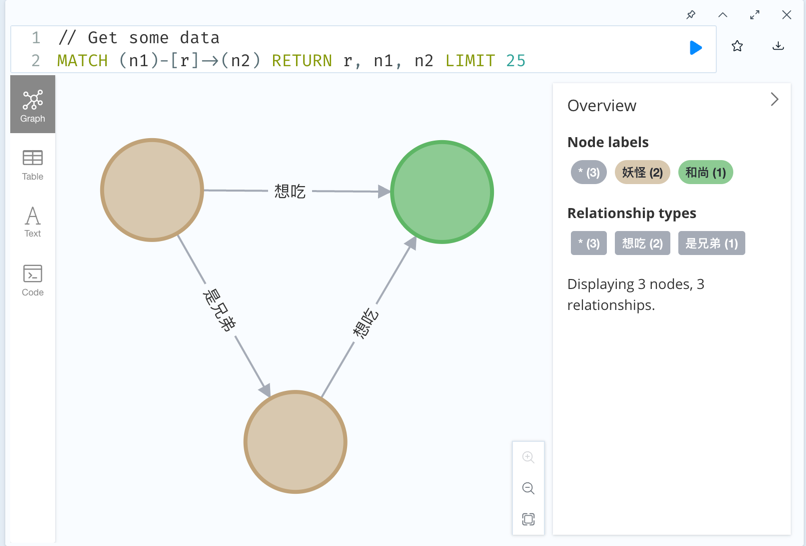 1 // Get some data
2 MATCH (n1)-[r]->(n2) RETURN r, n1, n2 LIMIT 25
Graph
Table
Text
Code
想吃
是兄弟
想吃
Overview
Node labels
* (3) 妖怪 (2) 和尚 (1)
Relationship types
* (3) 想吃 (2) 是兄弟 (1)
Displaying 3 nodes, 3
relationships.